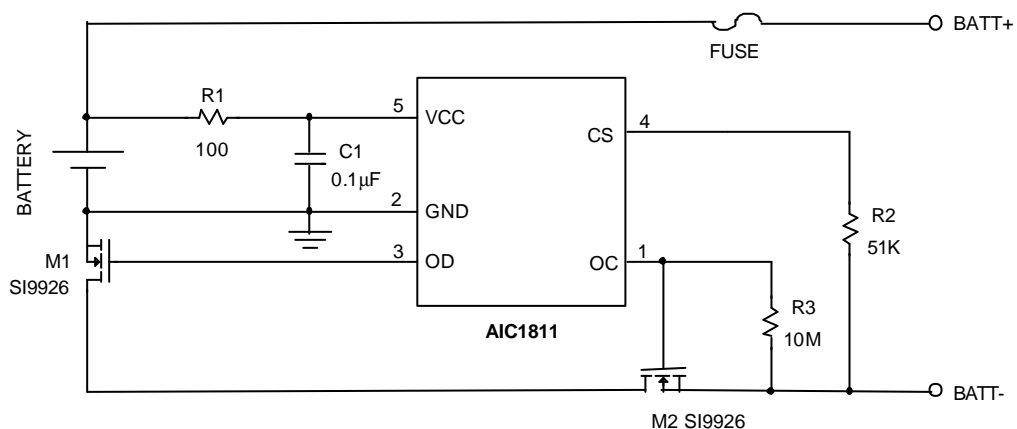 BATT+
FUSE
R1
100
5
VCC
4
CS
BATTERY
C1
0.1µF
2
GND
R2
51K
M1
SI9926
3
OD
1
OC
R3
10M
AIC1811
BATT-
M2 SI9926